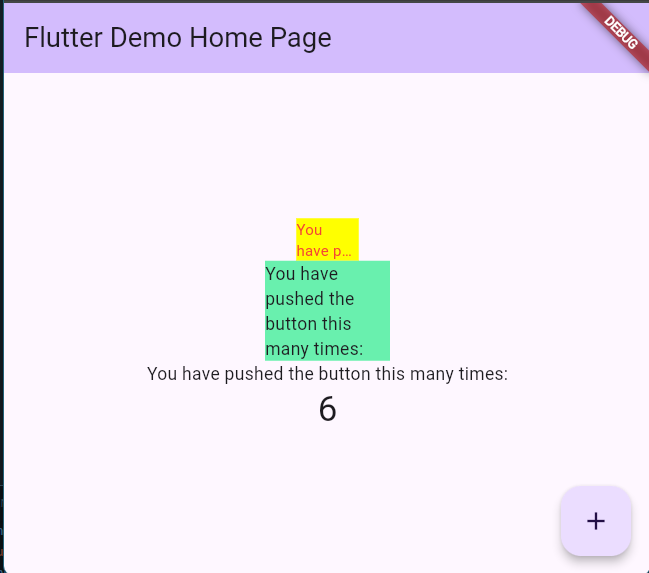 Flutter Demo Home Page
DEBUG
You
have p...
You have
pushed the
button this
many times:
You have pushed the button this many times:
6
+